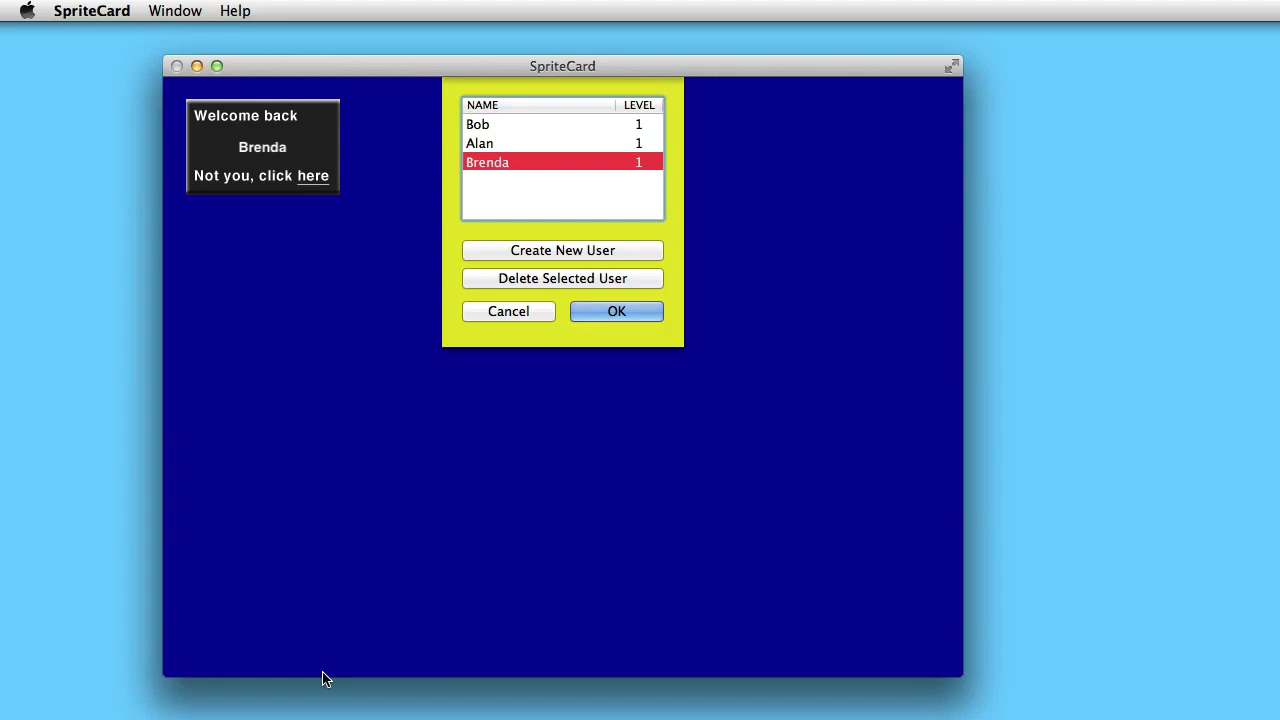 SpriteCard Window Help
SpriteCard
Welcome back
Brenda
Not you, click here
NAME LEVEL
Bob 1
Alan 1
Brenda 1
Create New User
Delete Selected User
Cancel OK